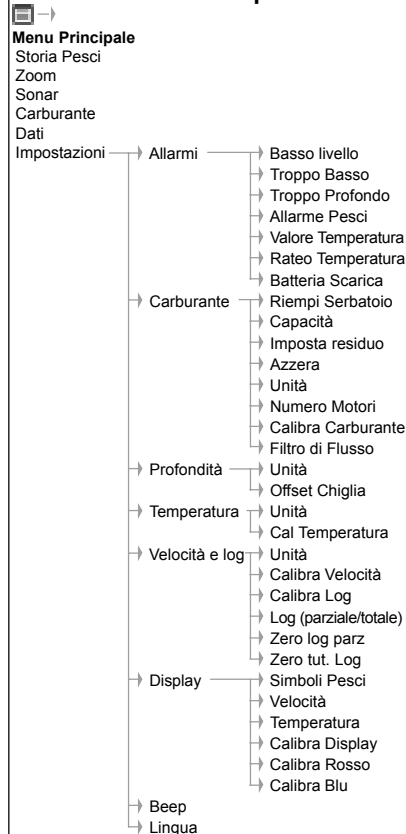 Menu Principale
Storia Pesci
Zoom
Sonar
Carburante
Dati
Impostazioni Allarmi Basso livello
Troppo Basso
Troppo Profondo
Allarme Pesci
Valore Temperatura
Rateo Temperatura
Batteria Scarica
Carburante Riempi Serbatoio
Capacità
Imposta residuo
Azzera
Unità
Numero Motori
Calibra Carburante
Filtro di Flusso
Profondità Unità
Offset Chiglia
Temperatura Unità
Cal Temperatura
Velocità e log Unità
Calibra Velocità
Calibra Log
Log (parziale/totale)
Zero log parz
Zero tut. Log
Display Simboli Pesci
Velocità
Temperatura
Calibra Display
Calibra Rosso
Calibra Blu
Beep
Lingua